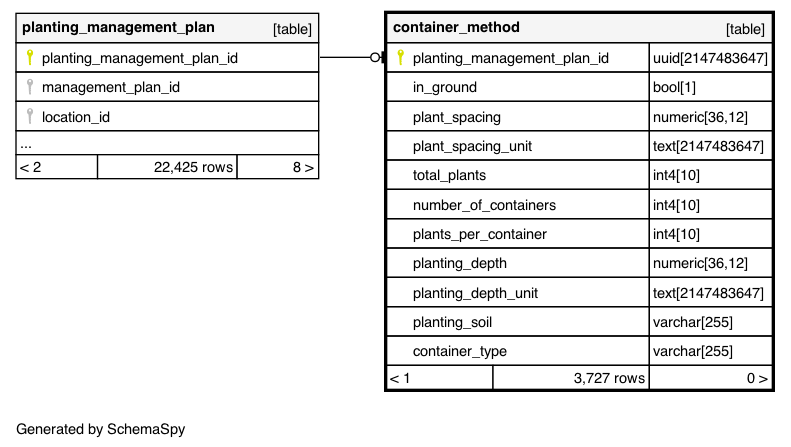 planting_management_plan [table]
planting_management_plan_id
management_plan_id
location_id
...
< 2 22,425 rows 8 >
container_method [table]
planting_management_plan_id uuid[2147483647]
in_ground bool[1]
plant_spacing numeric[36,12]
plant_spacing_unit text[2147483647]
total_plants int4[10]
number_of_containers int4[10]
plants_per_container int4[10]
planting_depth numeric[36,12]
planting_depth_unit text[2147483647]
planting_soil varchar[255]
container_type varchar[255]
< 1 3,727 rows 0 >
Generated by SchemaSpy